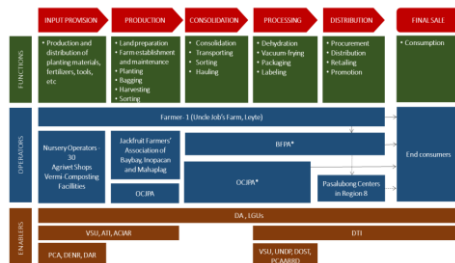 INPUT PROVISION
PRODUCTION
CONSOLIDATION
PROCESSING
DISTRIBUTION
FINAL SALE
FUNCTIONS
• Production and
distribution of
planting materials,
fertilizers, tools,
etc
• Land preparation
• Farm establishment
and maintenance
• Planting
• Bagging
• Harvesting
• Sorting
• Consolidation
• Transporting
• Sorting
• Hauling
• Dehydration
• Vacuum-frying
• Packaging
• Labeling
• Procurement
• Distribution
• Retailing
• Promotion
• Consumption
OPERATORS
Farmer-1 (Uncle Job's Farm, Leyte)
Nursery Operators -
30
Agrivet Shops
Vermi-Composting
Facilities
Jackfruit Farmers'
Association of
Baybay, Inopacan
and Mahaplag
OCJPA
BFPA*
OCJPA*
Pasalubong Centers
in Region 8
End consumers
ENABLERS
DA , LGUs
VSU, ATI, ACIAR
DTI
PCA, DENR, DAR
VSU, UNDP, DOST,
PCAARRD